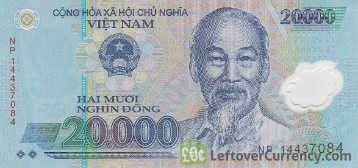 CỘNG HÒA XÃ HỘI CHỦ NGHĨA
VIỆT NAM
20000
NP 14437084
HAI MƯƠI
NGHÌN ĐỒNG
20.000
£0€ LeftoverCurrency.com
NP 14437084